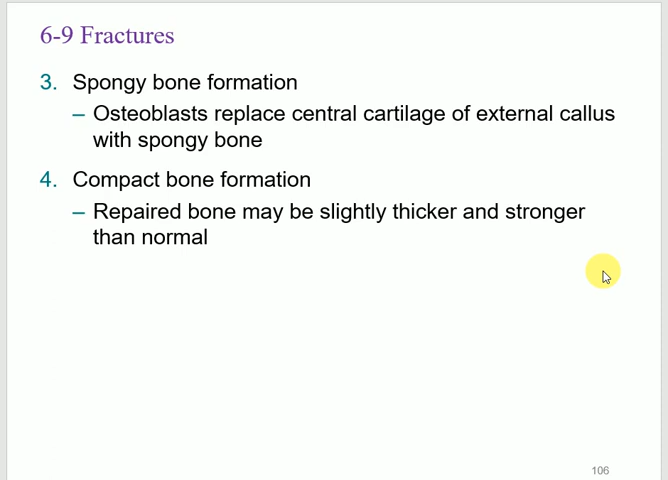 6-9 Fractures
3. Spongy bone formation
– Osteoblasts replace central cartilage of external callus
with spongy bone
4. Compact bone formation
– Repaired bone may be slightly thicker and stronger
than normal
106